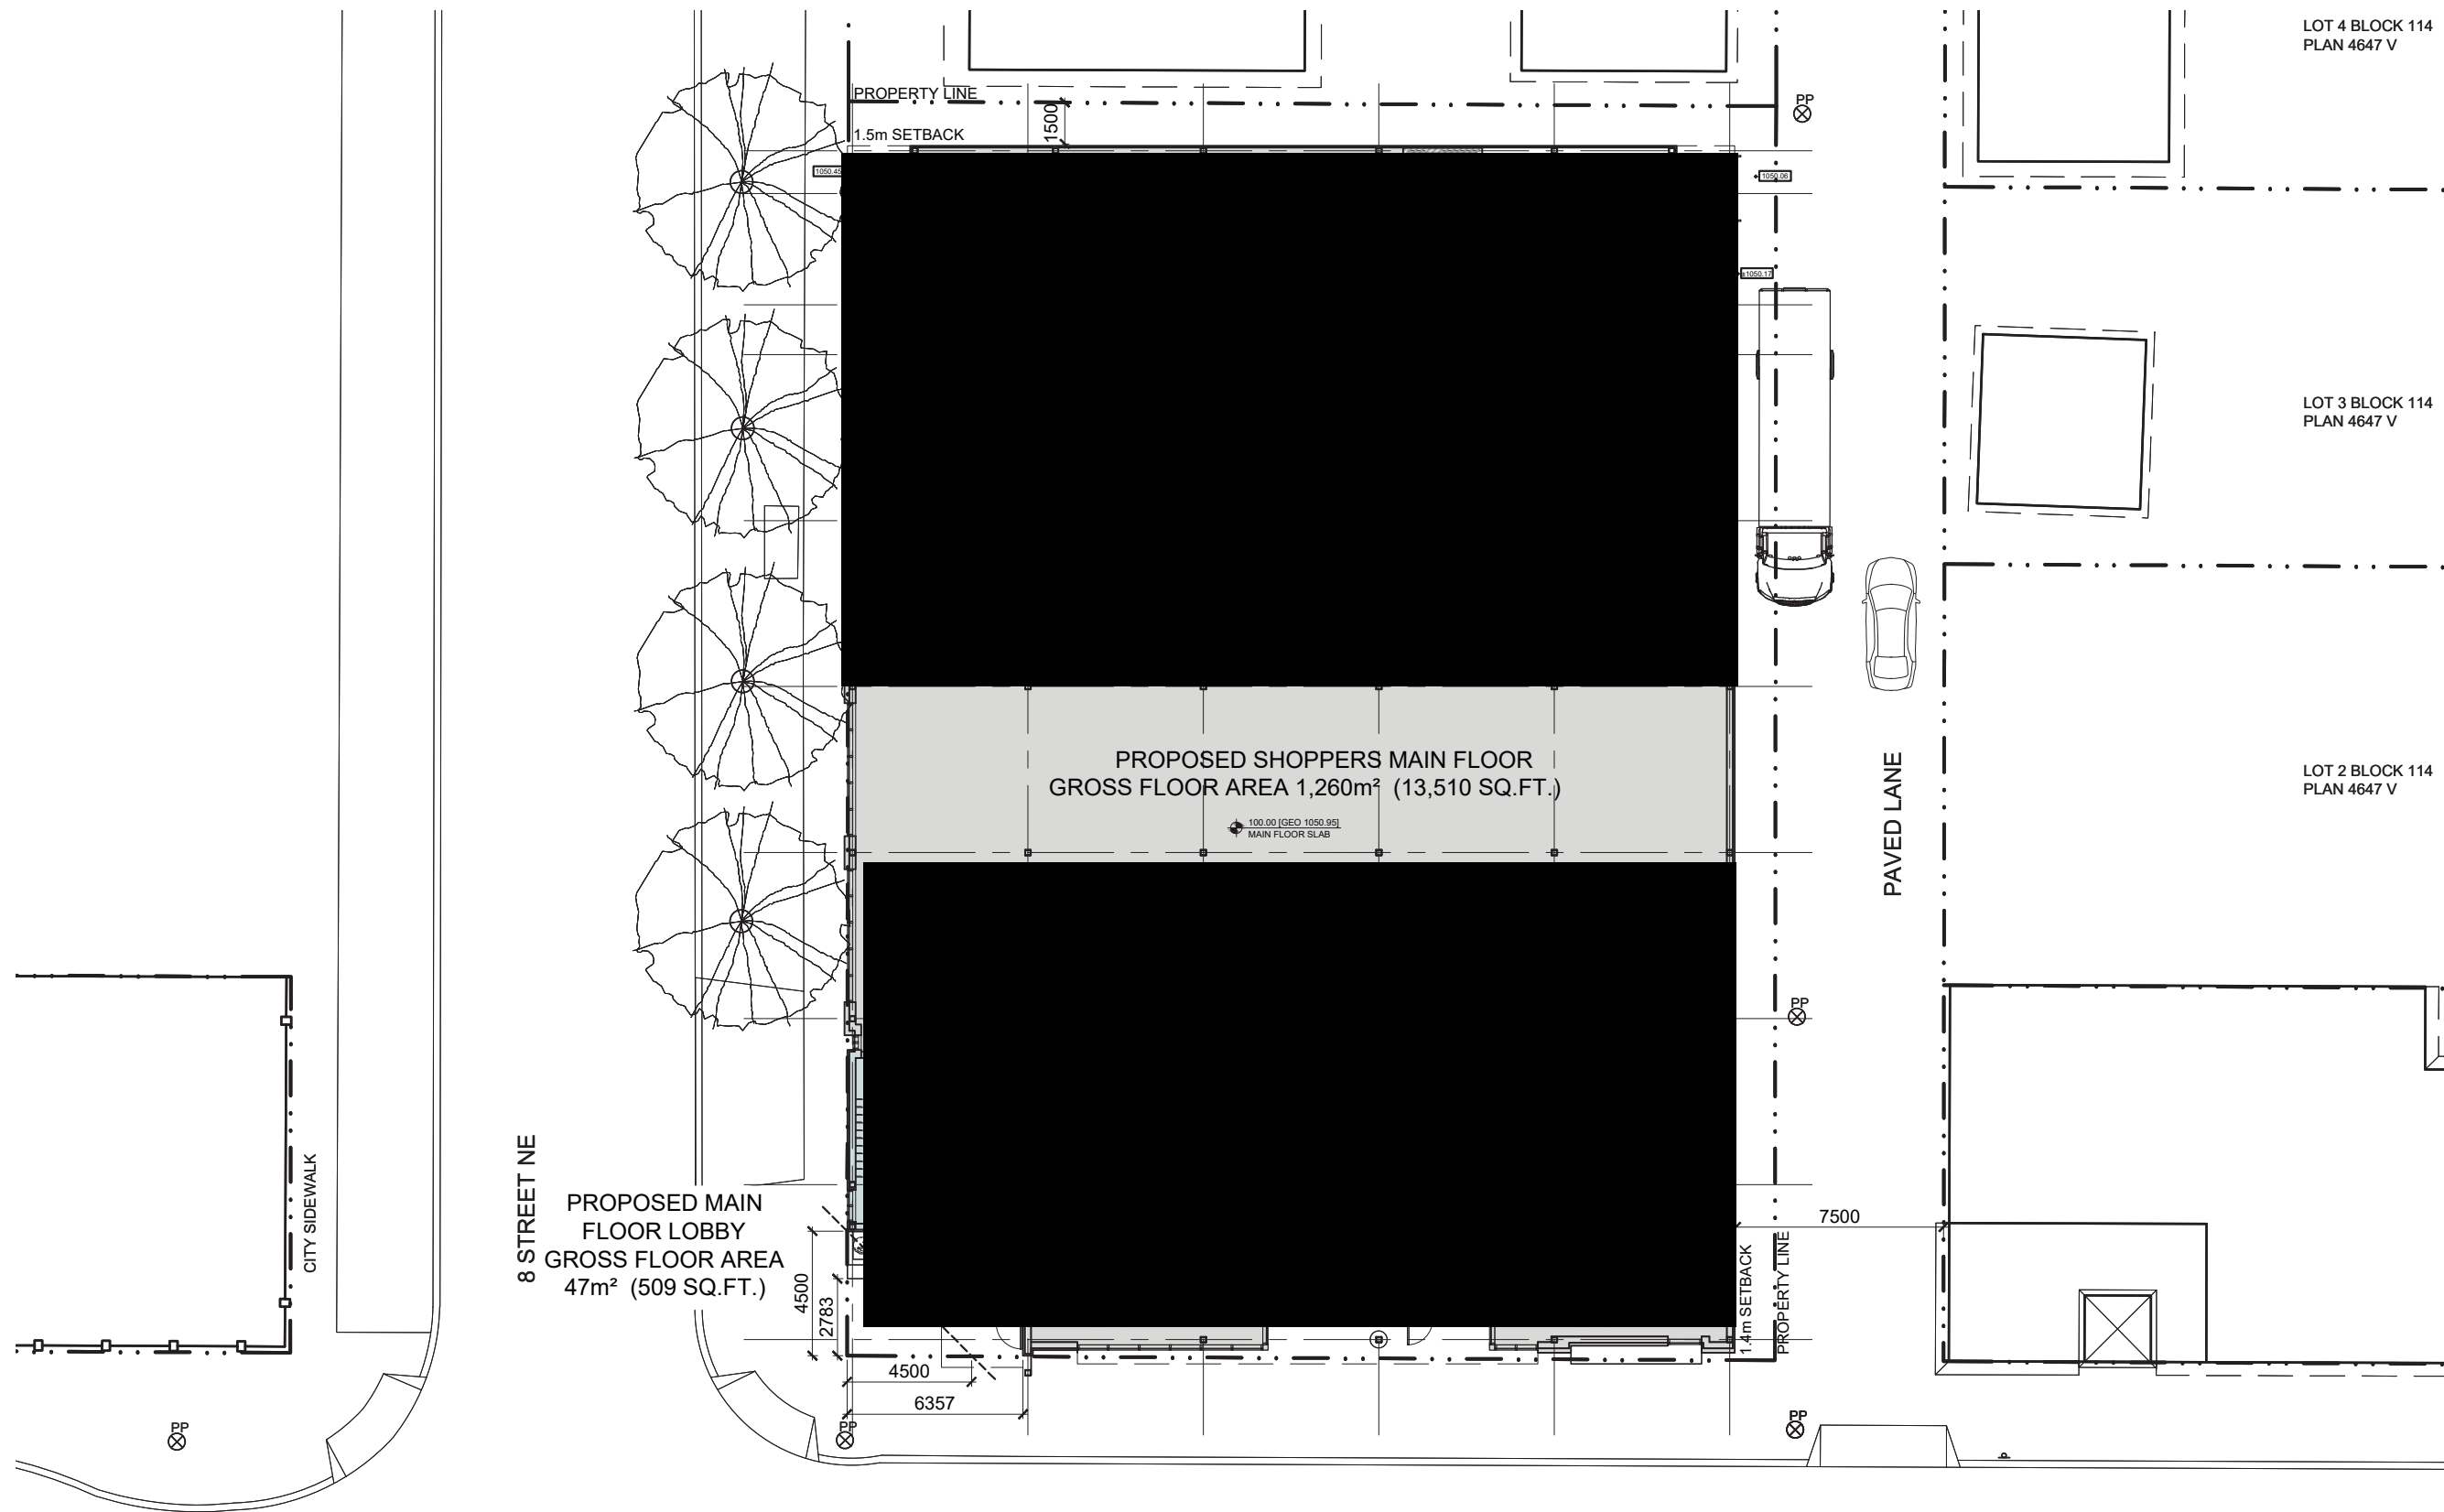 LOT 4 BLOCK 114
PLAN 4647 V
PROPERTY LINE
PP
1500
1.5m SETBACK
1050.45
1050.06
1050.17
LOT 3 BLOCK 114
PLAN 4647 V
PROPOSED SHOPPERS MAIN FLOOR
GROSS FLOOR AREA 1,260m² (13,510 SQ.FT.)
100.00 [GEO 1050.95]
MAIN FLOOR SLAB
PAVED LANE
LOT 2 BLOCK 114
PLAN 4647 V
PP
CITY SIDEWALK
8 STREET NE
PROPOSED MAIN
FLOOR LOBBY
GROSS FLOOR AREA
47m² (509 SQ.FT.)
7500
4500
2783
1.4m SETBACK
PROPERTY LINE
4500
6357
PP
PP
PP